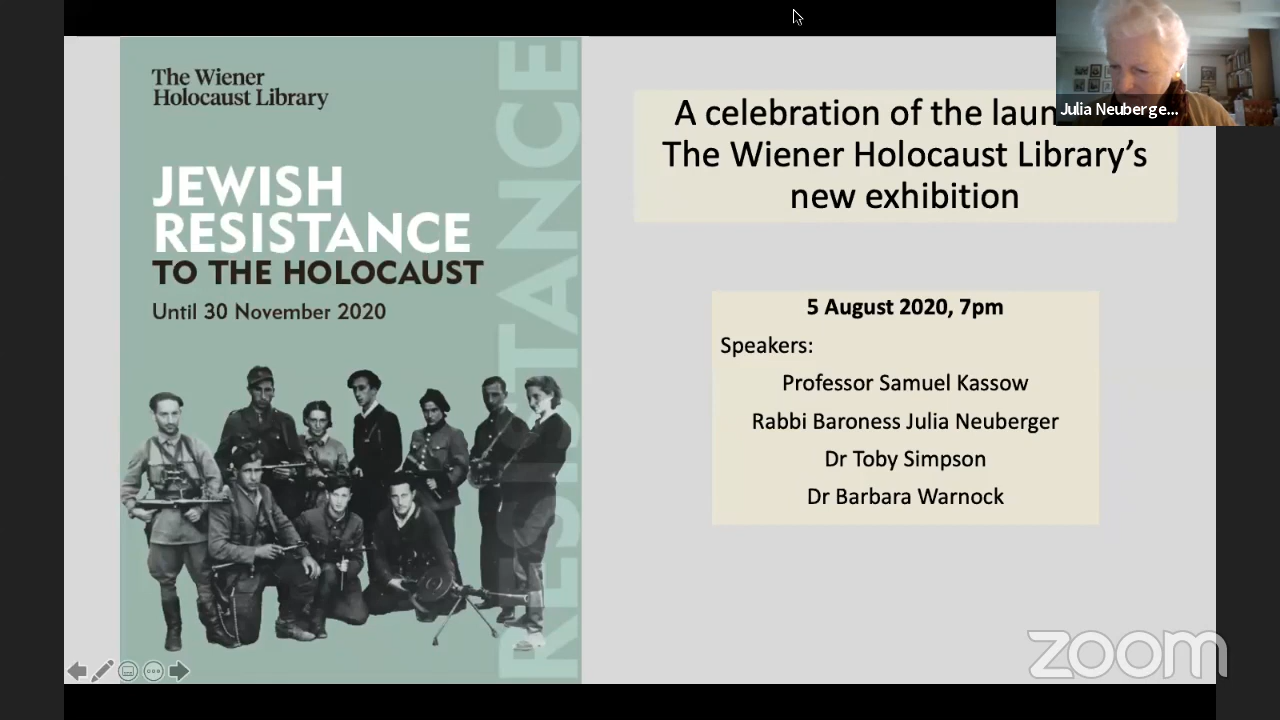 The Wiener
Holocaust Library
JEWISH
RESISTANCE
TO THE HOLOCAUST
Until 30 November 2020
RESISTANCE
A celebration of the laun
The Wiener Holocaust Library’s
new exhibition
5 August 2020, 7pm
Speakers:
Professor Samuel Kassow
Rabbi Baroness Julia Neuberger
Dr Toby Simpson
Dr Barbara Warnock
Julia Neuberge...
zoom